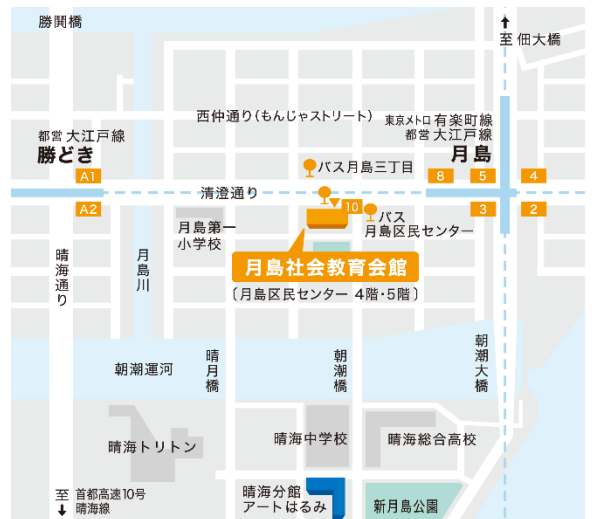 勝鬨橋
至 佃大橋
西仲通り(もんじゃストリート)
東京メトロ 有楽町線
都営 大江戸線
月島
都営 大江戸線
勝どき
バス月島三丁目
A1
8
5
4
清澄通り
A2
10
3
2
月島第一
小学校
バス
月島区民センター
晴海通り
月島川
月島社会教育会館
〔月島区民センター 4階・5階〕
朝潮運河
晴月橋
朝潮橋
朝潮大橋
晴海トリトン
晴海中学校
晴海総合高校
至 首都高速10号
晴海線
晴海分館
アートはるみ
新月島公園